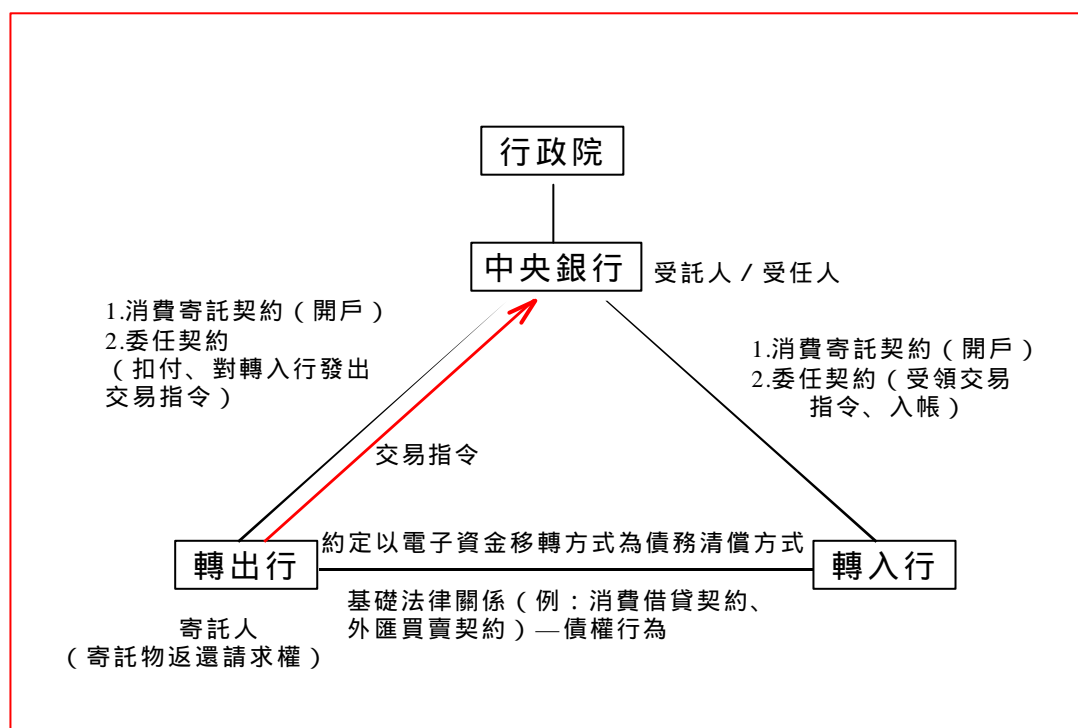 行政院
中央銀行
受託人/受任人
1.消費寄託契約(開戶)
2.委任契約
(扣付、對轉入行發出
交易指令)
1.消費寄託契約(開戶)
2.委任契約(受領交易
指令、入帳)
交易指令
約定以電子資金移轉方式為債務清償方式
轉出行
轉入行
基礎法律關係(例:消費借貸契約、
外匯買賣契約)—債權行為
寄託人
(寄託物返還請求權)